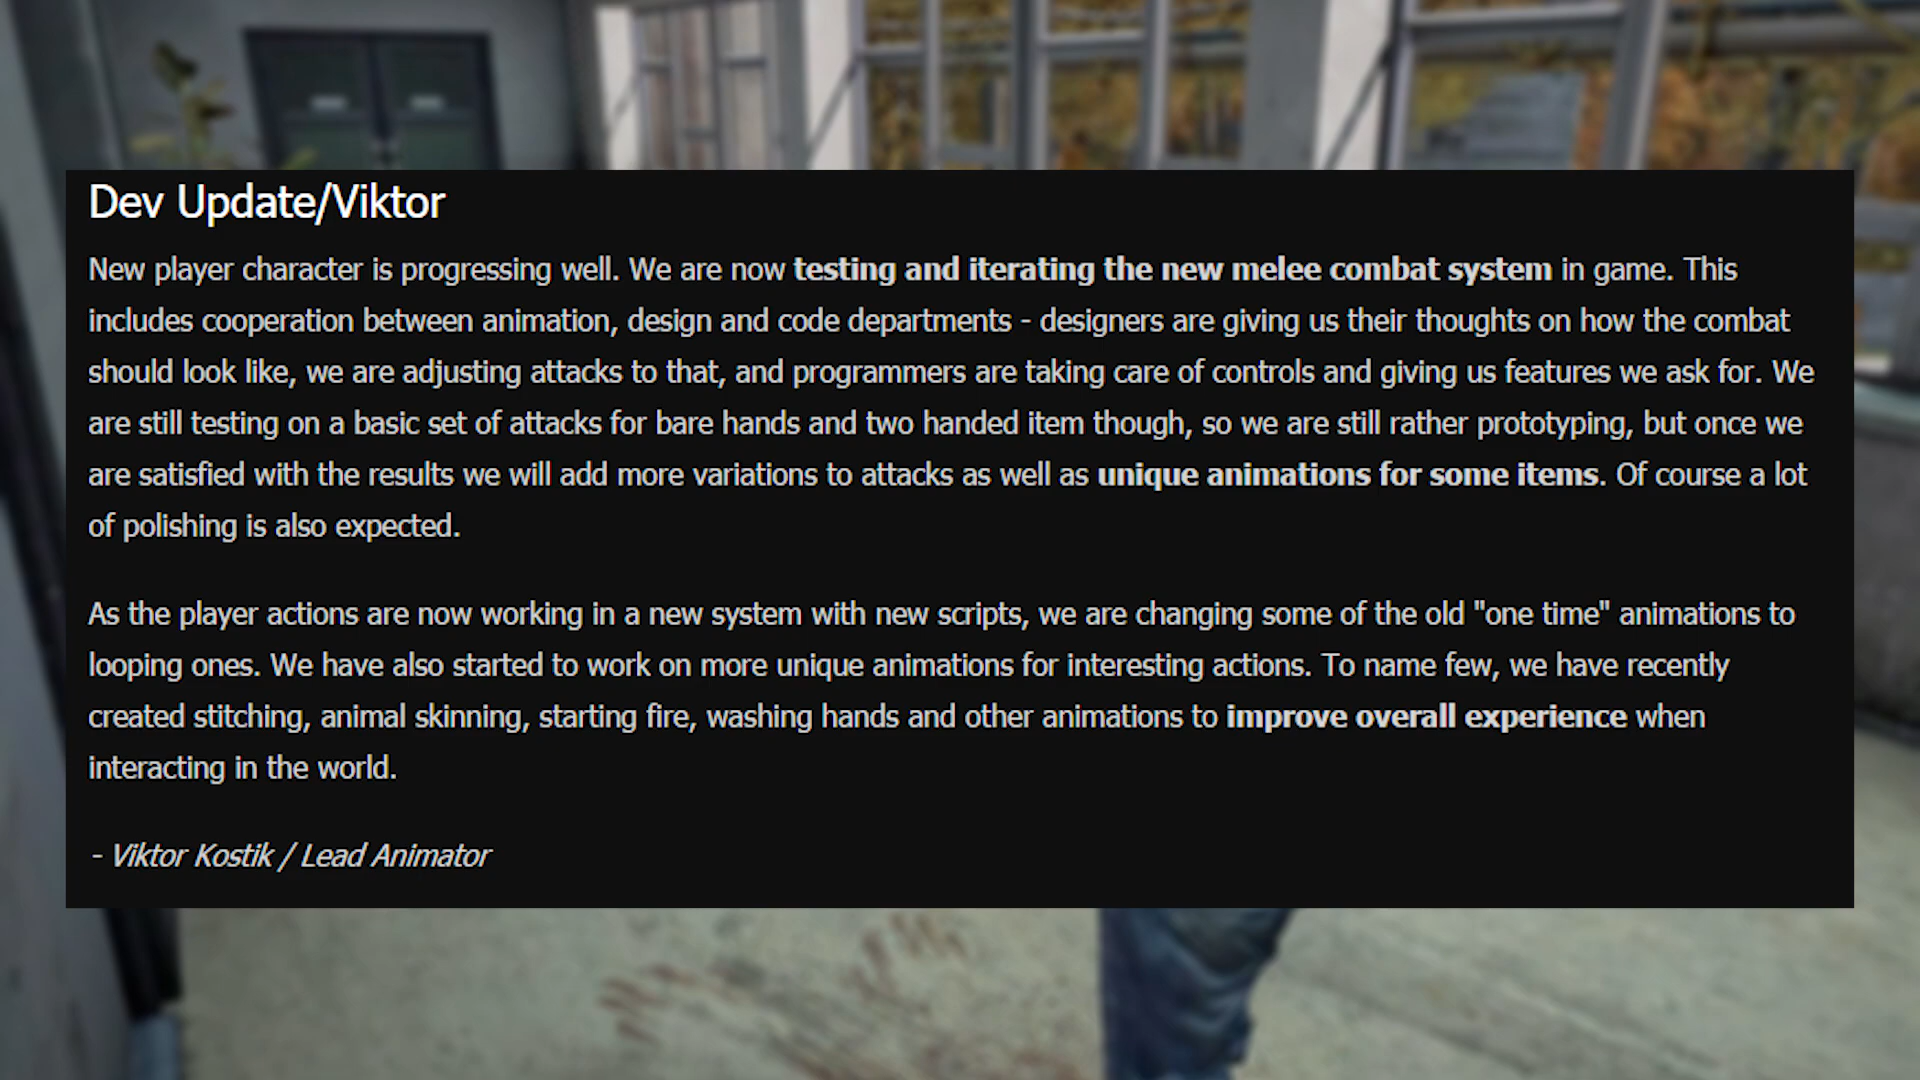 Dev Update/Viktor
New player character is progressing well. We are now testing and iterating the new melee combat system in game. This
includes cooperation between animation, design and code departments - designers are giving us their thoughts on how the combat
should look like, we are adjusting attacks to that, and programmers are taking care of controls and giving us features we ask for. We
are still testing on a basic set of attacks for bare hands and two handed item though, so we are still rather prototyping, but once we
are satisfied with the results we will add more variations to attacks as well as unique animations for some items. Of course a lot
of polishing is also expected.
As the player actions are now working in a new system with new scripts, we are changing some of the old "one time" animations to
looping ones. We have also started to work on more unique animations for interesting actions. To name few, we have recently
created stitching, animal skinning, starting fire, washing hands and other animations to improve overall experience when
interacting in the world.
- Viktor Kostik / Lead Animator